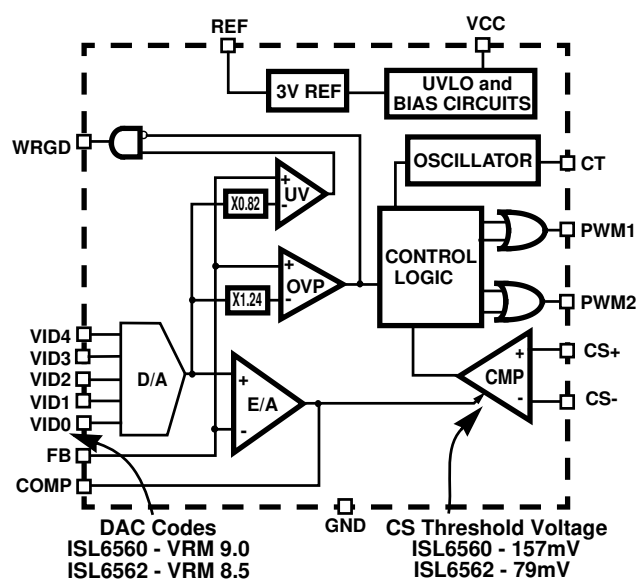 REF
VCC
3V REF
UVLO and
BIAS CIRCUITS
WRGD
OSCILLATOR
CT
+
UV
-
X0.82
CONTROL
LOGIC
PWM1
+
OVP
-
X1.24
PWM2
VID4
VID3
VID2
VID1
VID0
D/A
+
E/A
-
+
CMP
-
CS+
CS-
FB
COMP
GND
DAC Codes
ISL6560 - VRM 9.0
ISL6562 - VRM 8.5
CS Threshold Voltage
ISL6560 - 157mV
ISL6562 - 79mV